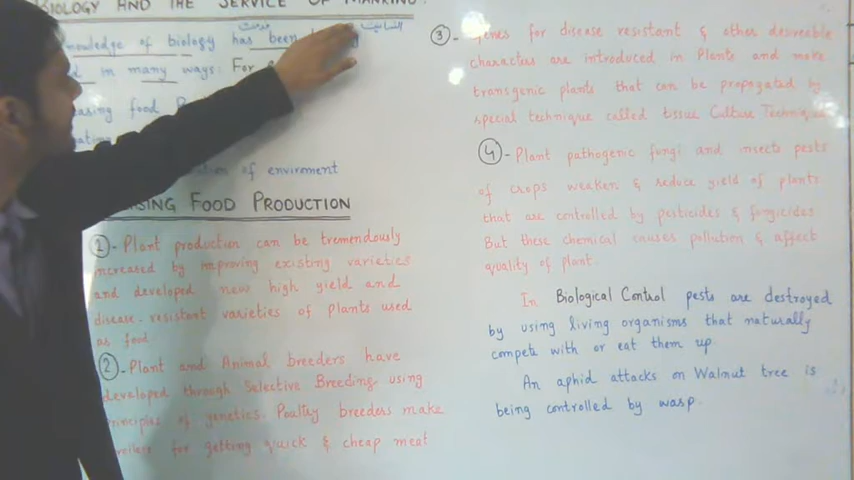 BIOLOGY AND THE SERVICE OF MANKIND:
خدمت انسانیت
knowledge of biology has been
in many ways. For
easing food
of enviroment
SING FOOD PRODUCTION
②- Plant production can be tremendously
increased by improving existing varieties
and developed new high yield and
disease-resistant varieties of plants used
as food.
②- Plant and Animal breeders have
developed through Selective Breeding, using
principles of genetics. Poultry breeders make
broilers for getting quick & cheap meat
③- Genes for disease resistant & other desireable
characters are introduced in Plants and make
transgenic plants that can be propagated by
special technique called tissue Culture Technique
④- Plant pathogenic fungi and insects pests
of crops weaken & reduce yield of plants
that are controlled by pesticides & fungicides
But these chemical causes pollution & affect
quality of plant.
In Biological Control pests are destroyed
by using living organisms that naturally
compete with or eat them up.
An aphid attacks on Walnut tree is
being controlled by wasp.